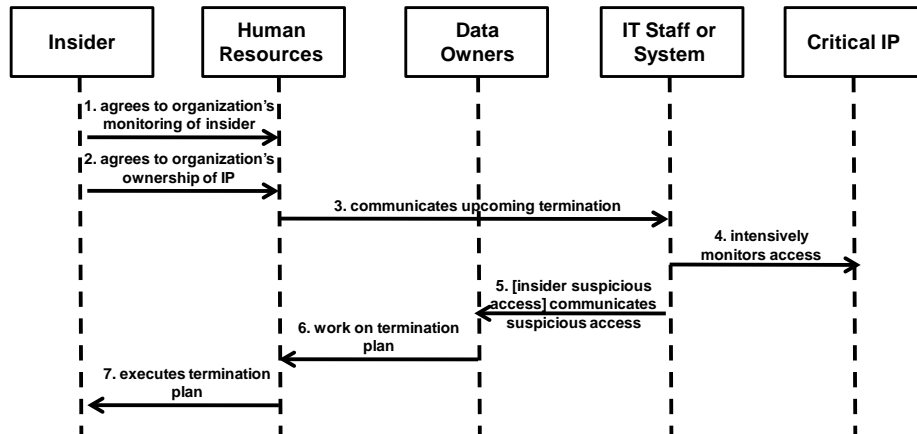 Insider
Human
Resources
Data
Owners
IT Staff or
System
Critical IP
1. agrees to organization's
monitoring of insider
2. agrees to organization's
ownership of IP
3. communicates upcoming termination
4. intensively
monitors access
5. [insider suspicious
access] communicates
suspicious access
6. work on termination
plan
7. executes termination
plan